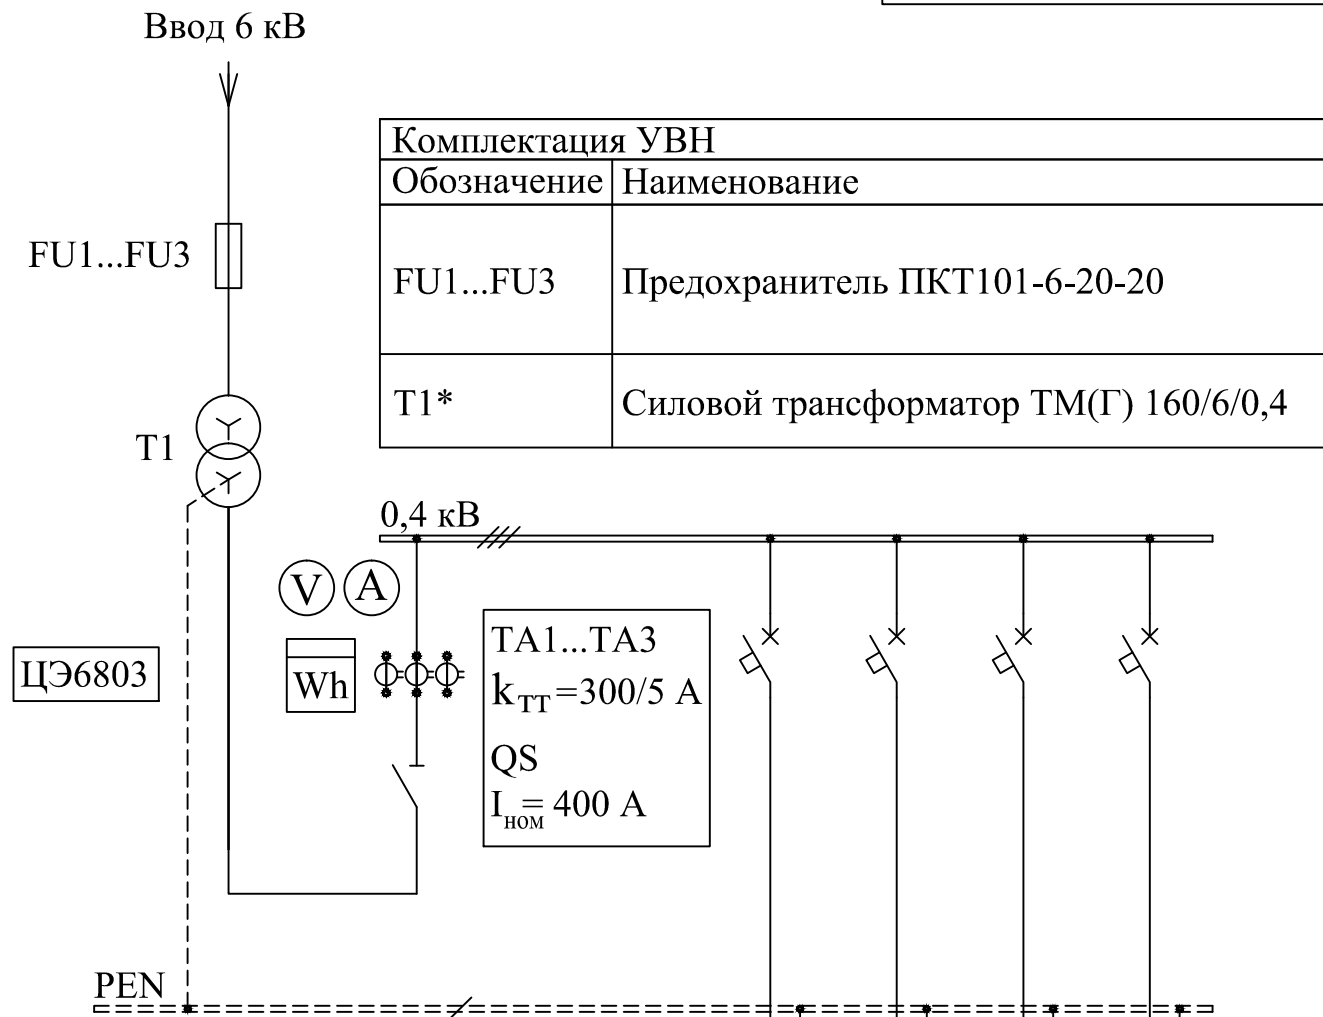 Ввод 6 кВ
Комплектация УВН
Обозначение Наименование
FU1...FU3
FU1...FU3 Предохранитель ПКТ101-6-20-20
T1* Силовой трансформатор ТМ(Г) 160/6/0,4
T1
0,4 кВ
V A
TA1...TA3
ЦЭ6803
Wh
kТТ=300/5 А
QS
Iном= 400 А
PEN